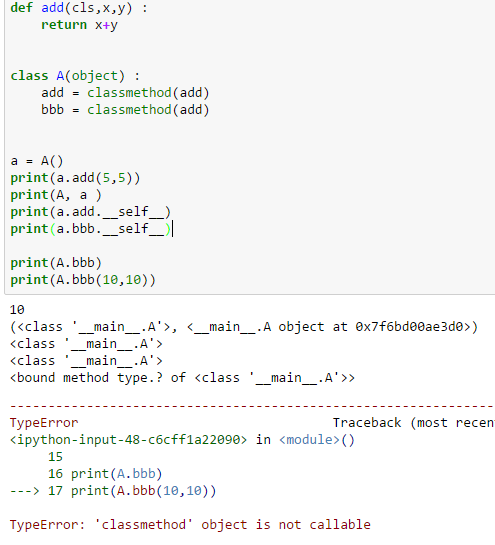 def add(cls,x,y) :
    return x+y
class A(object) :
    add = classmethod(add)
    bbb = classmethod(add)
a = A()
print(a.add(5,5))
print(A, a )
print(a.add.__self__)
print(a.bbb.__self__)
print(A.bbb)
print(A.bbb(10,10))
10
(<class '__main__.A'>, <__main__.A object at 0x7f6bd00ae3d0>)
<class '__main__.A'>
<class '__main__.A'>
<bound method type.? of <class '__main__.A'>>
---------------------------------------------------------------
TypeError                                 Traceback (most recen
<ipython-input-48-c6cff1a22090> in <module>()
     15
     16 print(A.bbb)
---> 17 print(A.bbb(10,10))
TypeError: 'classmethod' object is not callable